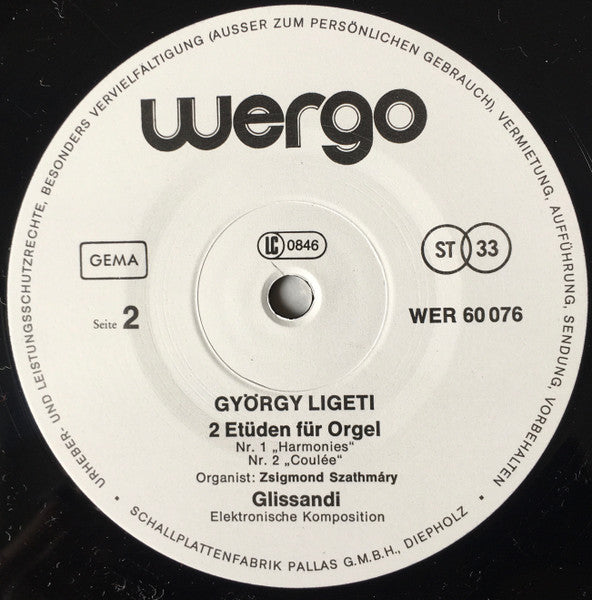 URHEBER- UND LEISTUNGSSCHUTZRECHTE, BESONDERS VERVIELFÄLTIGUNG (AUSSER ZUM PERSÖNLICHEN GEBRAUCH), VERMIETUNG, AUFFÜHRUNG, SENDUNG, VORBEHALTEN
wergo
GEMA
LC 0846
ST 33
Seite 2
WER 60 076
GYÖRGY LIGETI
2 Etüden für Orgel
Nr. 1 „Harmonies“
Nr. 2 „Coulée“
Organist: Zsigmond Szathmáry
Glissandi
Elektronische Komposition
• SCHALLPLATTENFABRIK PALLAS G.M.B.H., DIEPHOLZ •